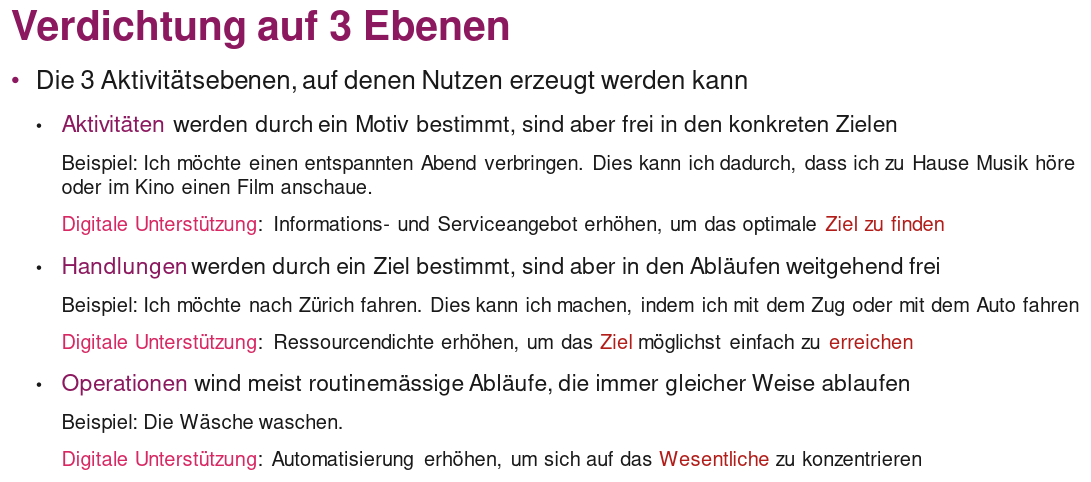 Verdichtung auf 3 Ebenen
• Die 3 Aktivitätsebenen, auf denen Nutzen erzeugt werden kann
• Aktivitäten werden durch ein Motiv bestimmt, sind aber frei in den konkreten Zielen
Beispiel: Ich möchte einen entspannten Abend verbringen. Dies kann ich dadurch, dass ich zu Hause Musik höre
oder im Kino einen Film anschaue.
Digitale Unterstützung: Informations- und Serviceangebot erhöhen, um das optimale Ziel zu finden
• Handlungen werden durch ein Ziel bestimmt, sind aber in den Abläufen weitgehend frei
Beispiel: Ich möchte nach Zürich fahren. Dies kann ich machen, indem ich mit dem Zug oder mit dem Auto fahren
Digitale Unterstützung: Ressourcendichte erhöhen, um das Ziel möglichst einfach zu erreichen
• Operationen wind meist routinemässige Abläufe, die immer gleicher Weise ablaufen
Beispiel: Die Wäsche waschen.
Digitale Unterstützung: Automatisierung erhöhen, um sich auf das Wesentliche zu konzentrieren